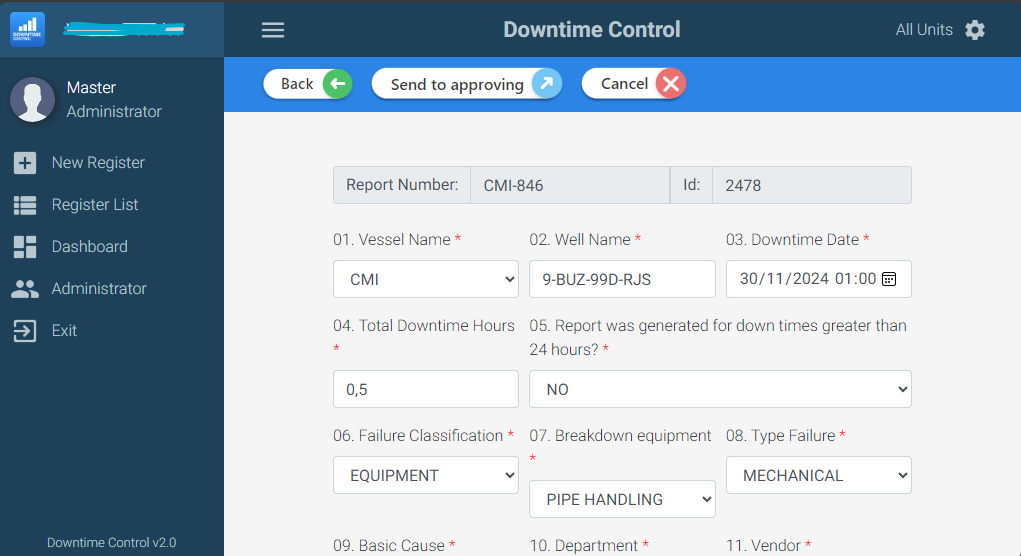 DOWNTIME
CONTROL
Downtime Control
All Units
Master
Administrator
New Register
Register List
Dashboard
Administrator
Exit
Downtime Control v2.0
Back
Send to approving
Cancel
Report Number: CMI-846 Id: 2478
01. Vessel Name * 02. Well Name * 03. Downtime Date *
CMI 9-BUZ-99D-RJS 30/11/2024 01:00
04. Total Downtime Hours
*
05. Report was generated for down times greater than
24 hours? *
0,5 NO
06. Failure Classification * 07. Breakdown equipment
*
08. Type Failure *
EQUIPMENT PIPE HANDLING MECHANICAL
09. Basic Cause * 10. Department * 11. Vendor *